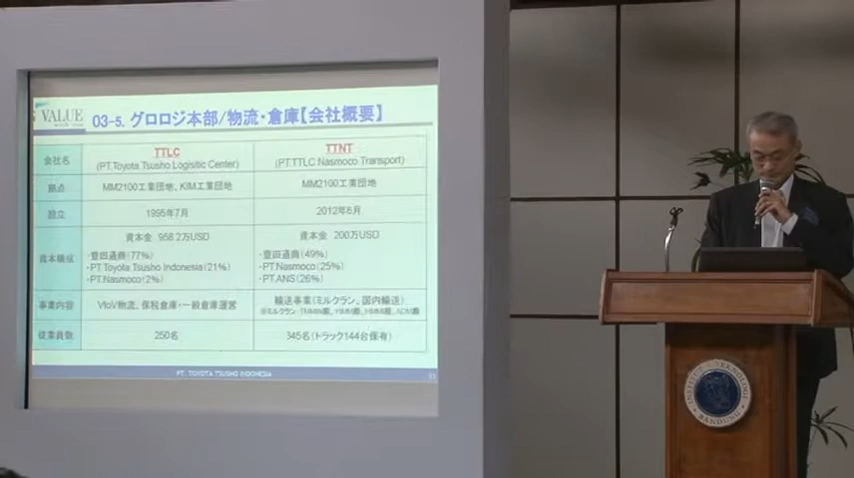 VALUE
03-5. グロロジ本部/物流・倉庫【会社概要】
会社名
TTLC
(PT.Toyota Tsusho Logisitic Center)
TTNT
(PT.TTLC Nasmoco Transport)
拠点
MM2100工業団地、KIM工業団地
MM2100工業団地
設立
1995年7月
2012年6月
資本構成
資本金 958.2万USD
・豊田通商(77%)
・PT.Toyota Tsusho Indonesia(21%)
・PT.Nasmoco(2%)
資本金 200万USD
・豊田通商(49%)
・PT.Nasmoco(25%)
・PT.ANS(26%)
事業内容
VtoV物流、保税倉庫・一般倉庫運営
輸送事業(ミルクラン、国内輸送)
従業員数
250名
345名(トラック144台保有)
PT. TOYOTA TSUSHO INDONESIA
INSTITUT TEKNOLOGI
BANDUNG